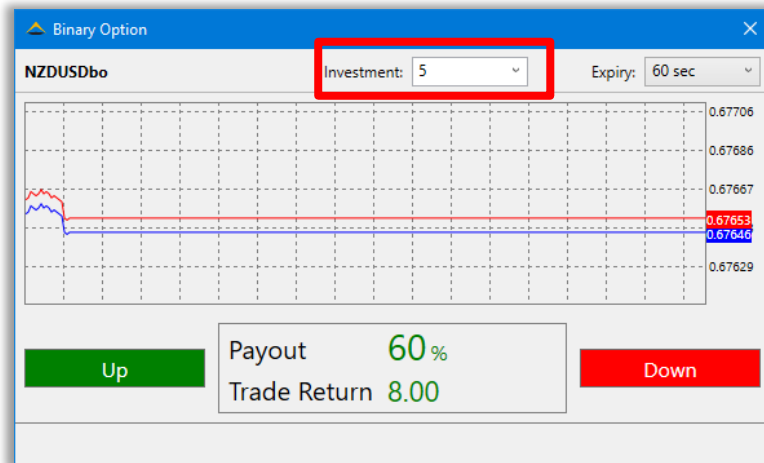 Binary Option
NZDUSDbo
Investment: 5
Expiry: 60 sec
0.67706
0.67686
0.67667
0.67653
0.67646
0.67629
Up
Payout 60 %
Trade Return 8.00
Down